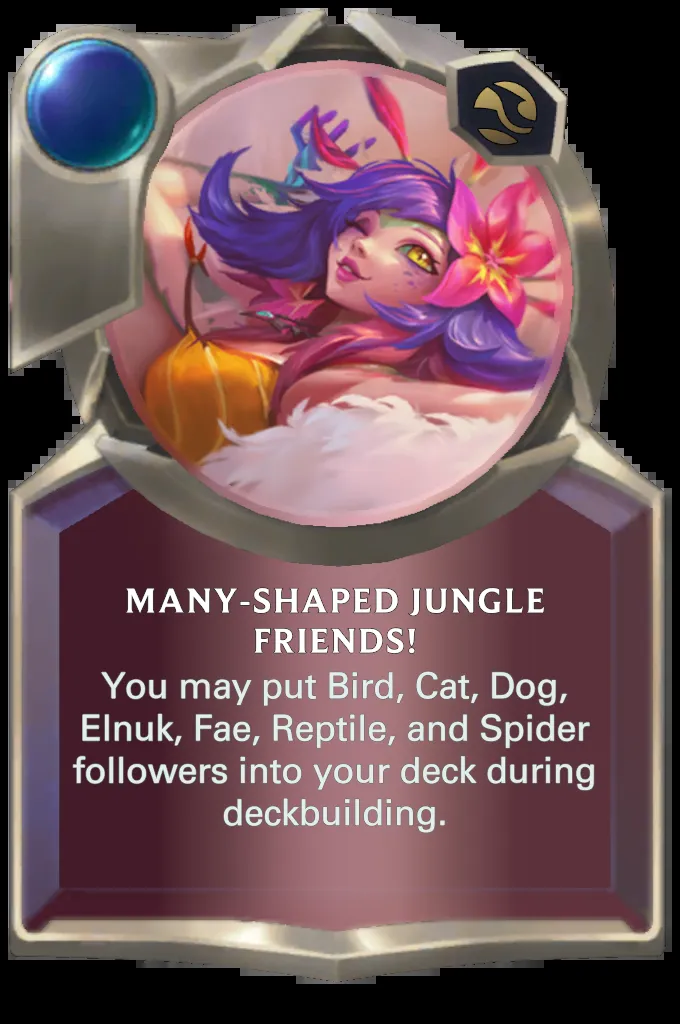 MANY-SHAPED JUNGLE
FRIENDS!
You may put Bird, Cat, Dog,
Elnuk, Fae, Reptile, and Spider
followers into your deck during
deckbuilding.